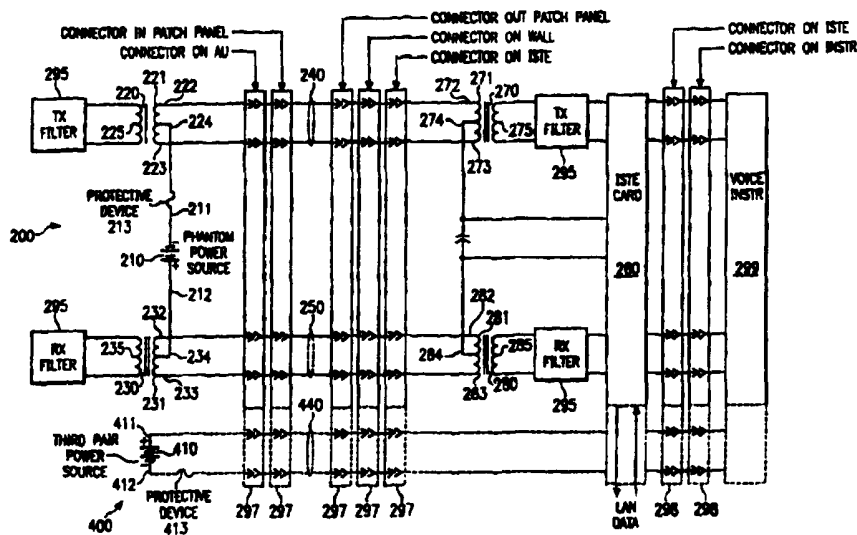 CONNECTOR IN PATCH PANEL
CONNECTOR ON AU
CONNECTOR OUT PATCH PANEL
CONNECTOR ON WALL
CONNECTOR ON ISTE
CONNECTOR ON ISTE
CONNECTOR ON INSTR
295
TX
FILTER
220
221
222
225
224
223
240
272
271
270
274
275
273
TX
FILTER
295
ISTE
CARD
280
VOICE
INSTR
299
PROTECTIVE
DEVICE
213
211
200
210
PHANTOM
POWER
SOURCE
212
295
RX
FILTER
235
230
232
234
231
233
250
282
281
284
285
283
280
RX
FILTER
295
411
THIRD PAIR
POWER
SOURCE
410
412
400
PROTECTIVE
DEVICE
413
440
297
297
297
297
297
LAN
DATA
298
298